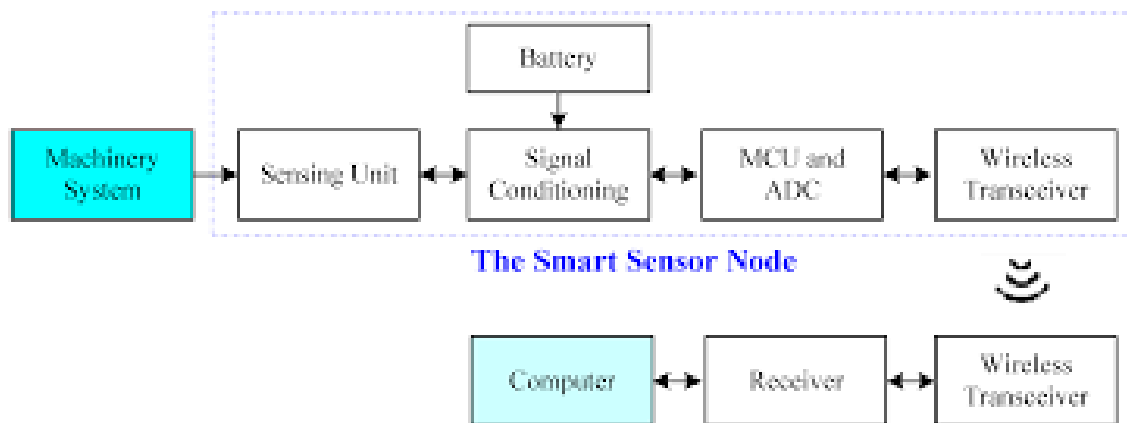 Battery
Machinery
System
Sensing Unit
Signal
Conditioning
MCU and
ADC
Wireless
Transceiver
The Smart Sensor Node
Computer
Receiver
Wireless
Transceiver